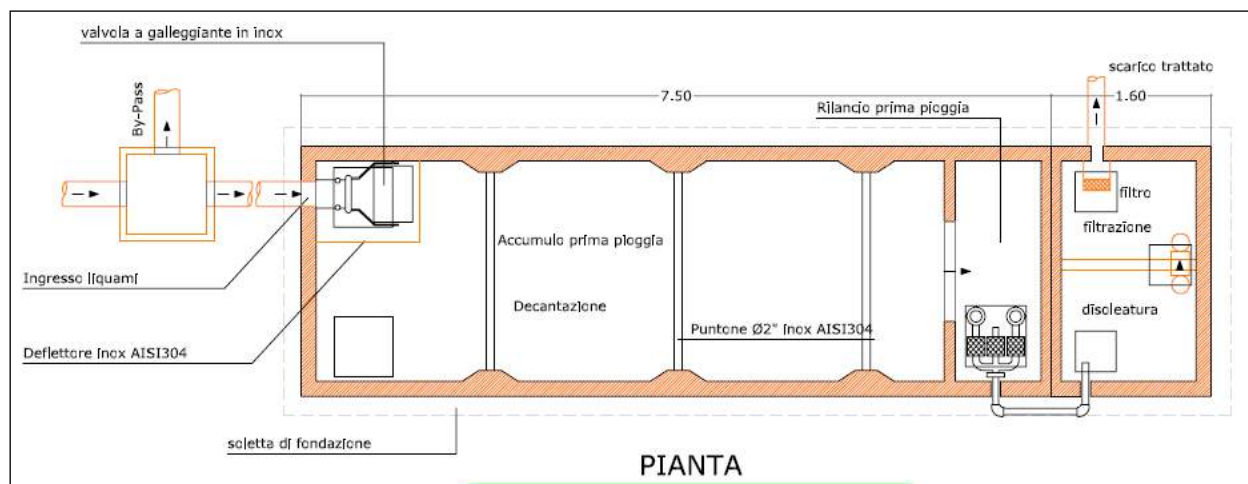 valvola a galleggiante in inox
scarico trattato
7.50
1.60
By-Pass
Rilancio prima pioggia
filtro
filtrazione
Accumulo prima pioggia
Ingresso liquami
Decantazione
disoleatura
Puntone Ø2" inox AISI304
Deflettore inox AISI304
soletta di fondazione
PIANTA